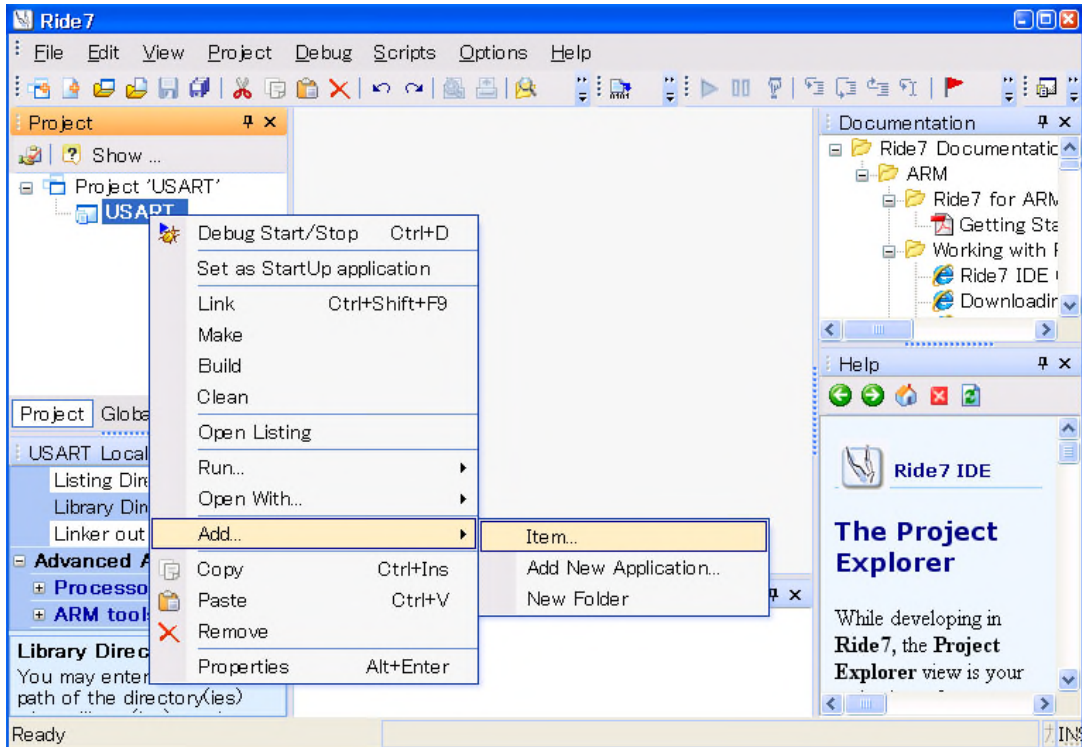 Ride7
File Edit View Project Debug Scripts Options Help
Project
Show ...
Project 'USART'
USART
Debug Start/Stop Ctrl+D
Set as StartUp application
Link Ctrl+Shift+F9
Make
Build
Clean
Open Listing
Run...
Open With...
Add...
Copy Ctrl+Ins
Paste Ctrl+V
Remove
Properties Alt+Enter
Item...
Add New Application...
New Folder
Project Globa
USART Local
Listing Dire
Library Dir
Linker out
Advanced A
Processo
ARM tool
Library Direc
You may enter
path of the director(ies)
Documentation
Ride7 Documentatic
ARM
Ride7 for ARM
Getting Sta
Working with
Ride7 IDE
Downloadin
Help
Ride7 IDE
The Project
Explorer
While developing in
Ride7, the Project
Explorer view is your
Ready
INS